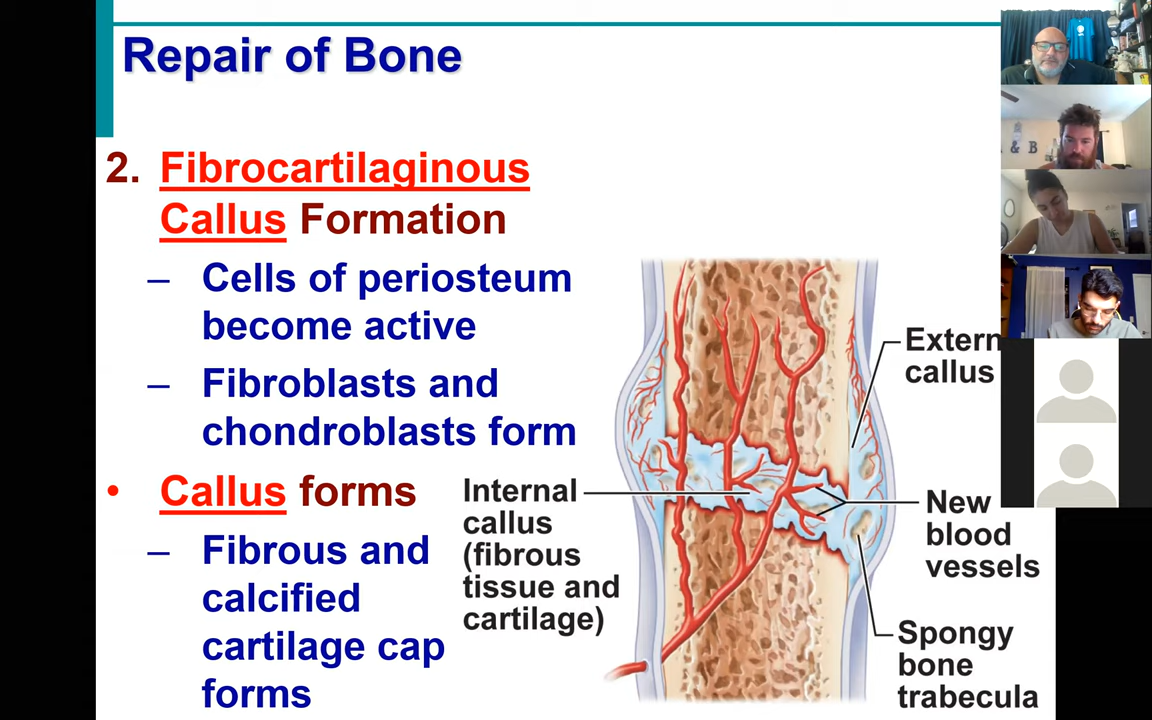 Repair of Bone
2. Fibrocartilaginous
Callus Formation
– Cells of periosteum
become active
– Fibroblasts and
chondroblasts form
• Callus forms
– Fibrous and
calcified
cartilage cap
forms
Internal
callus
(fibrous
tissue and
cartilage)
Extern
callus
New
blood
vessels
Spongy
bone
trabecula
& B